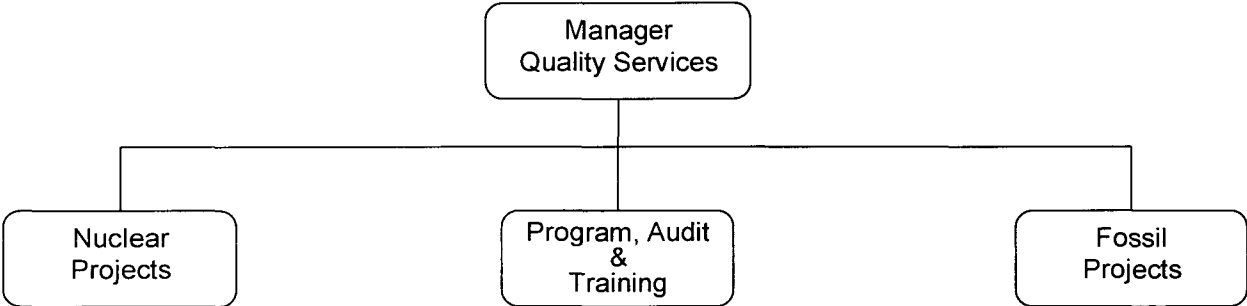 Manager
Quality Services
Nuclear
Projects
Program, Audit
&
Training
Fossil
Projects